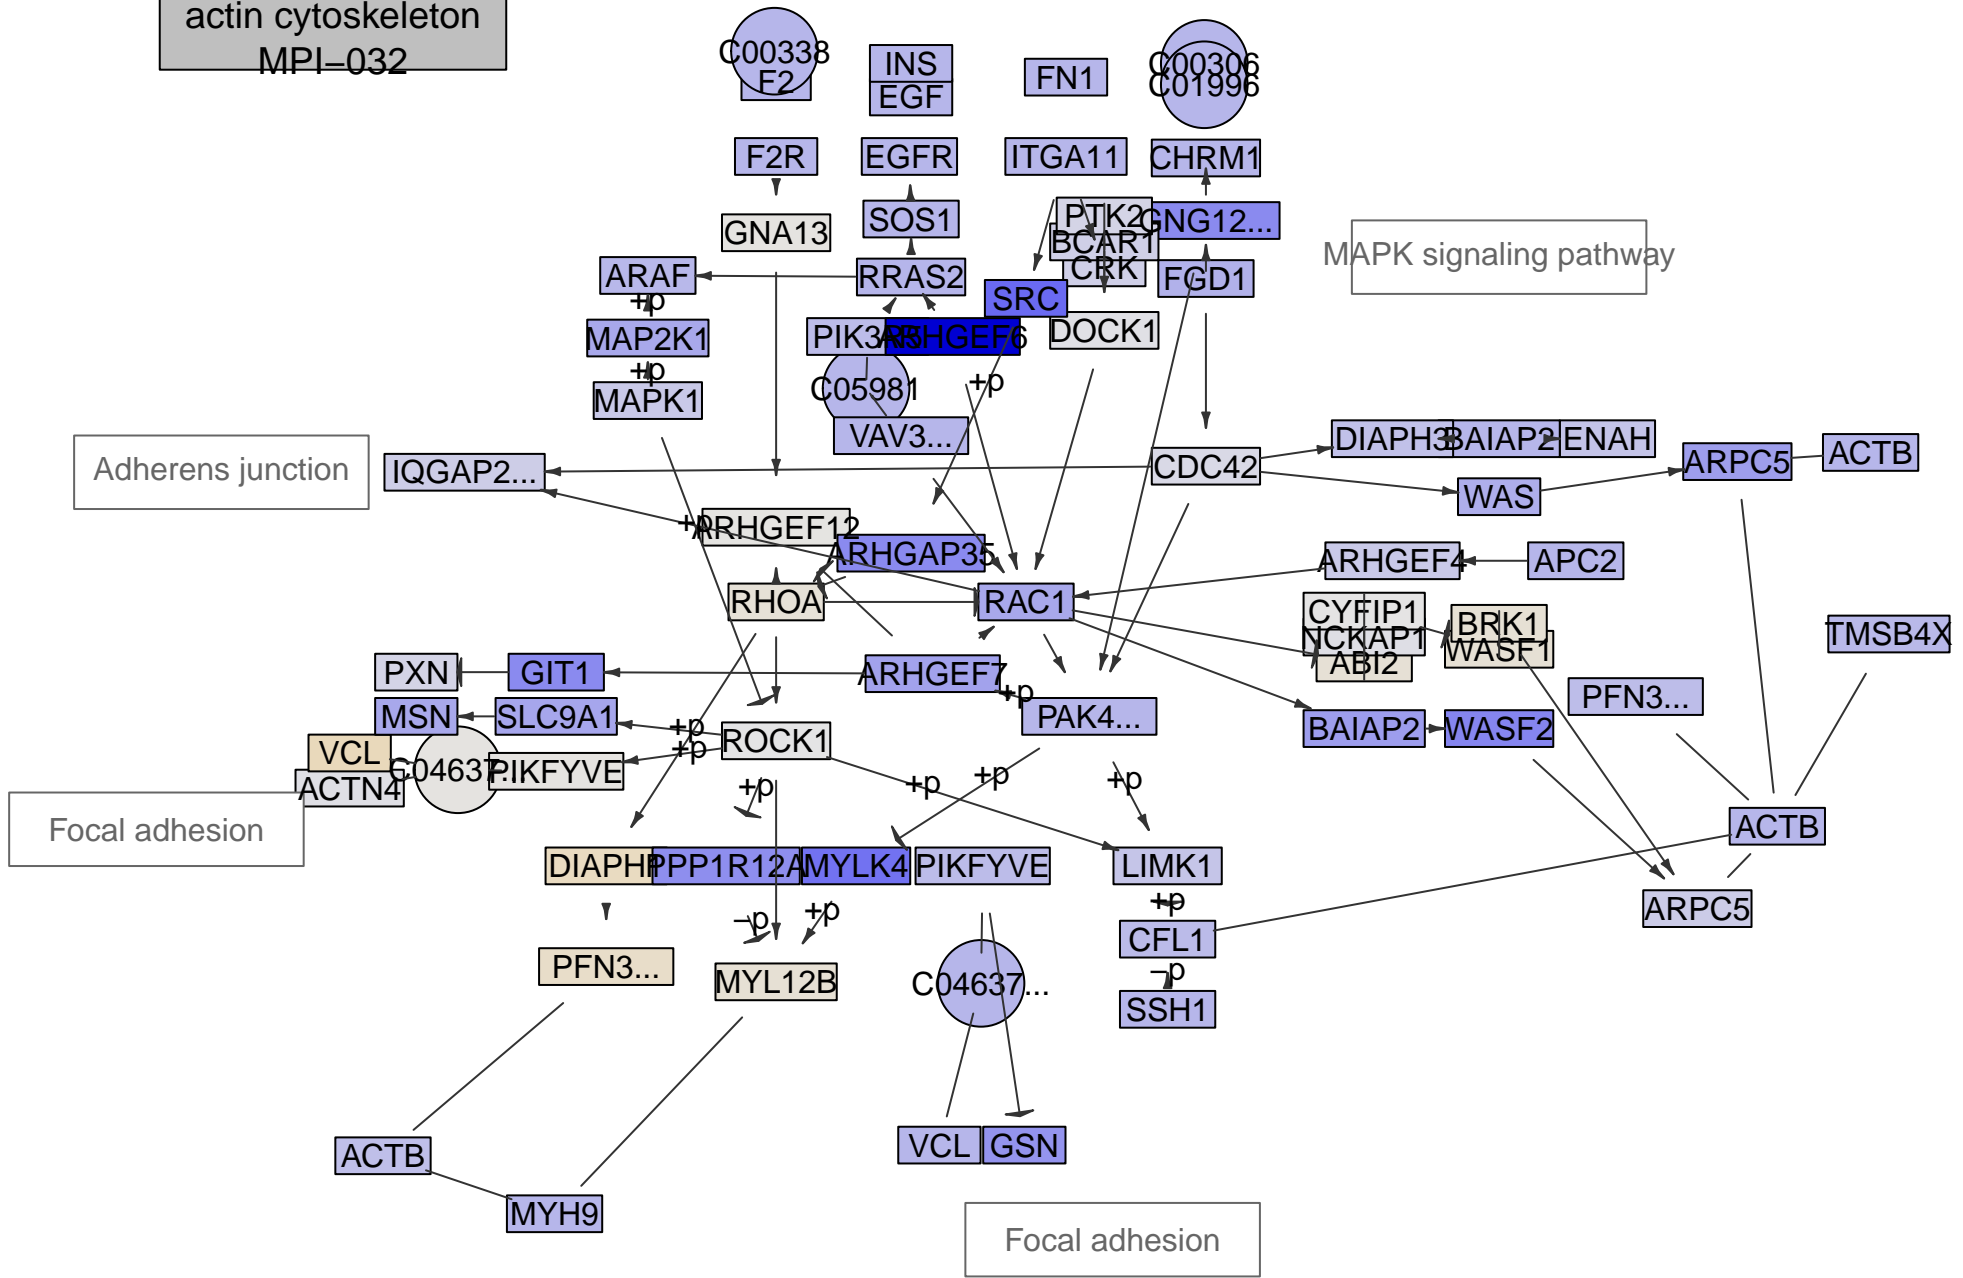 actin cytoskeleton
MPI–032
C00338
F2
INS
EGF
FN1
C00306
C01996
F2R
EGFR
ITGA11
CHRM1
GNA13
SOS1
PTK2
BCAR1
CRK
GNG12...
MAPK signaling pathway
ARAF
RRAS2
SRC
FGD1
+p
MAP2K1
ARHGEF6
DOCK1
+p
MAPK1
C05981
+p
VAV3...
Adherens junction
IQGAP2...
CDC42
DIAPH3
BAIAP2
ENAH
ARPC5
ACTB
WAS
+p
ARHGEF12
ARHGAP35
ARHGEF4
APC2
RHOA
RAC1
CYFIP1
NCKAP1
ABI2
BRK1
WASF1
TMSB4X
PXN
GIT1
ARHGEF7
+p
PFN3...
MSN
SLC9A1
+p
PAK4...
BAIAP2
WASF2
VCL
ACTN4
C04637...
PIKFYVE
+p
ROCK1
+p
+p
+p
+p
Focal adhesion
ACTB
PPP1R12A
MYLK4
PIKFYVE
LIMK1
+p
–p
+p
ARPC5
CFL1
–p
PFN3...
MYL12B
C04637...
SSH1
ACTB
VCL
GSN
MYH9
Focal adhesion